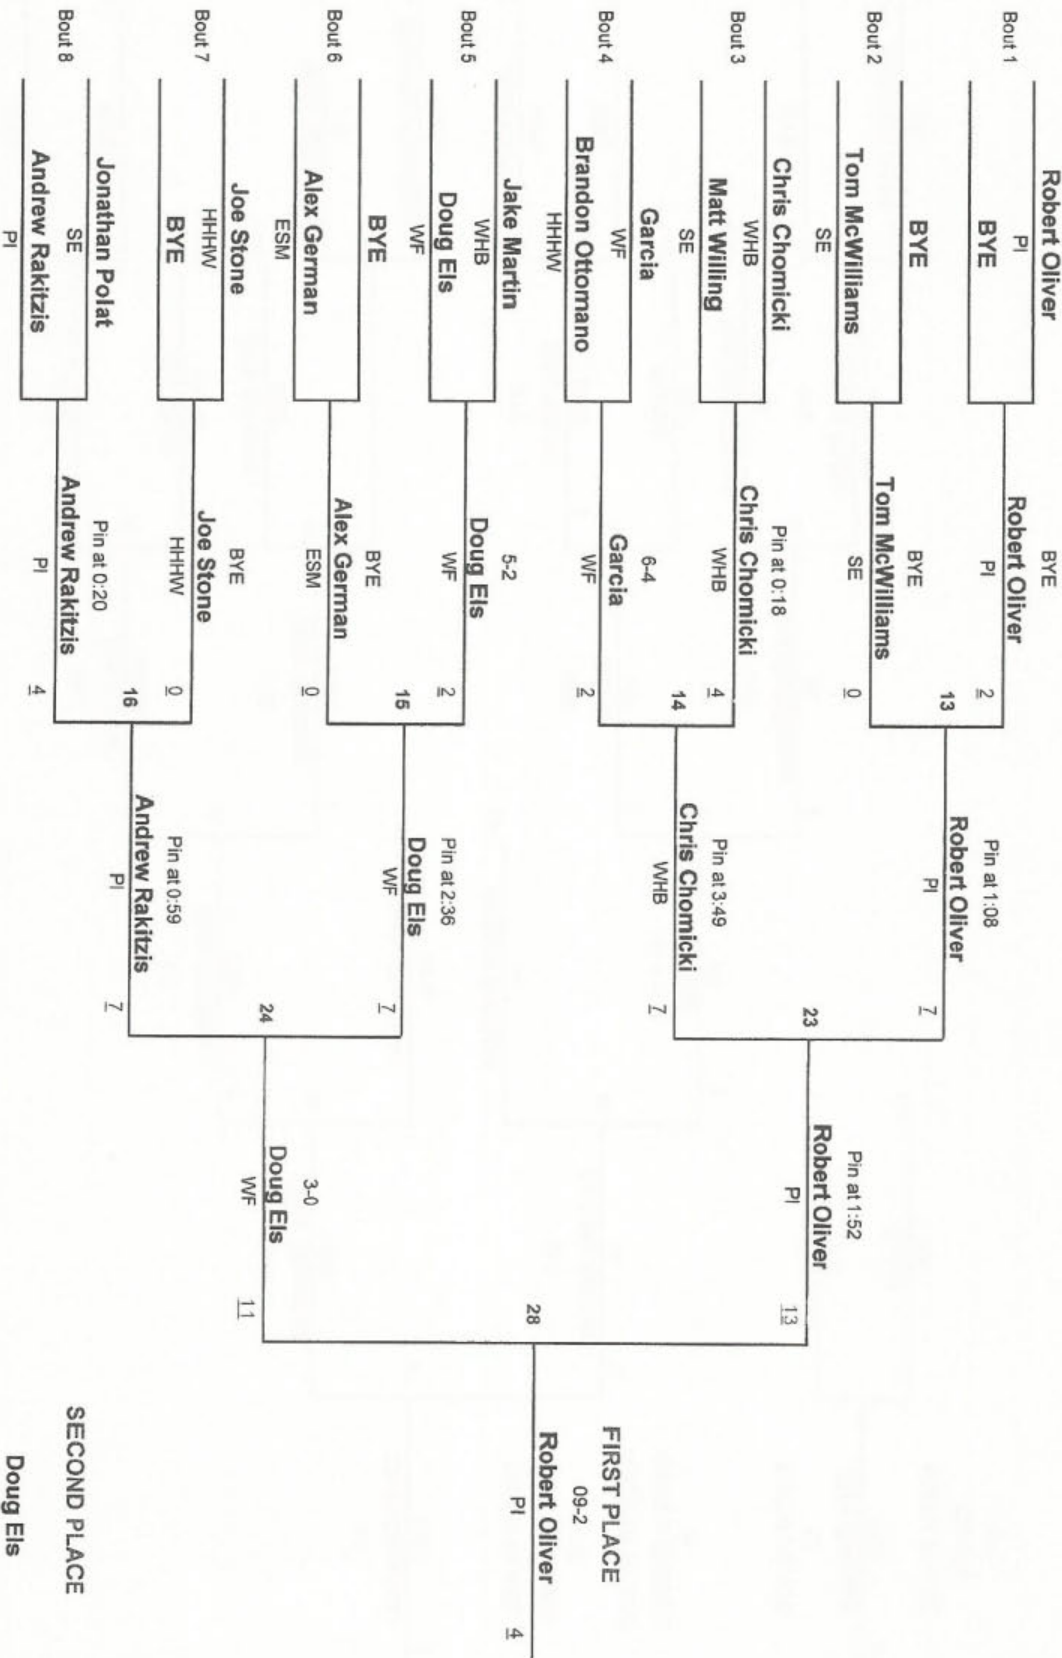 Bout 1
Robert Oliver
PI
BYE
Bout 2
BYE
Tom McWilliams
SE
Bout 3
Chris Chomicki
WHB
Matt Willing
SE
Bout 4
Garcia
WF
Brandon Ottomano
HHHW
Bout 5
Jake Martin
WHB
Doug Els
WF
Bout 6
BYE
Alex German
ESM
Bout 7
Joe Stone
HHHW
BYE
Bout 8
Jonathan Polat
SE
Andrew Rakitzis
PI
BYE
Robert Oliver
PI 2
13
BYE
Tom McWilliams
SE 0
Pin at 0:18
Chris Chomicki
WHB 4
14
6-4
Garcia
WF 2
5-2
Doug Els
WF 2
15
BYE
Alex German
ESM 0
BYE
Joe Stone
HHHW 0
16
Pin at 0:20
Andrew Rakitzis
PI 4
Pin at 1:08
Robert Oliver
PI 7
23
Pin at 3:49
Chris Chomicki
WHB 7
Pin at 2:36
Doug Els
WF 7
24
Pin at 0:59
Andrew Rakitzis
PI 7
Pin at 1:52
Robert Oliver
PI 13
28
3-0
Doug Els
WF 11
FIRST PLACE
09-2
Robert Oliver
PI 4
SECOND PLACE
Doug Els